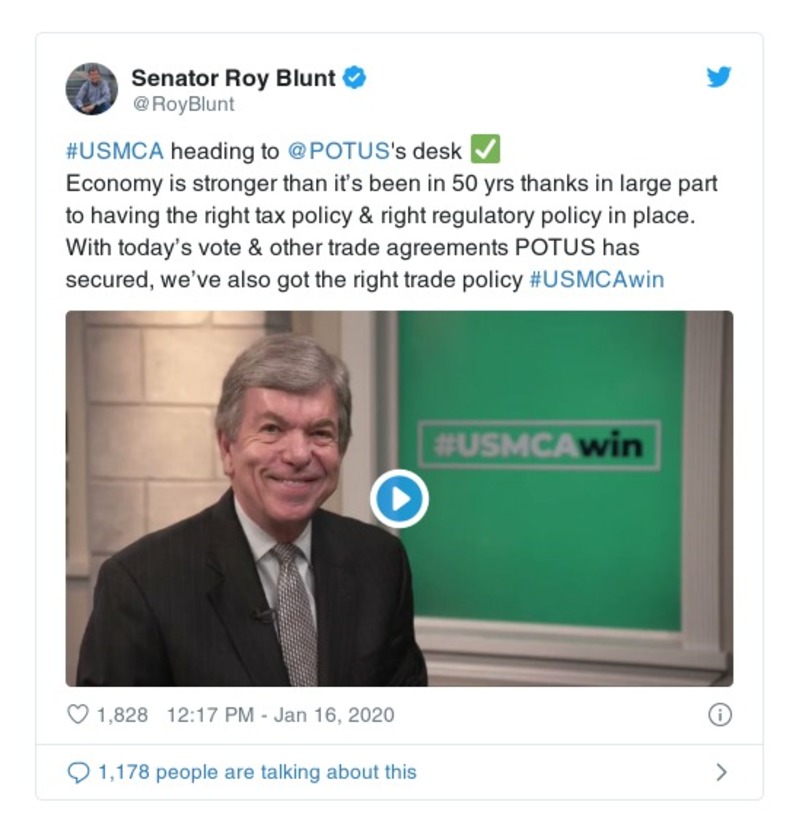 Senator Roy Blunt
@RoyBlunt
#USMCA heading to @POTUS's desk ✅
Economy is stronger than it’s been in 50 yrs thanks in large part
to having the right tax policy & right regulatory policy in place.
With today’s vote & other trade agreements POTUS has
secured, we’ve also got the right trade policy #USMCAwin
#USMCAwin
1,828 12:17 PM - Jan 16, 2020
1,178 people are talking about this